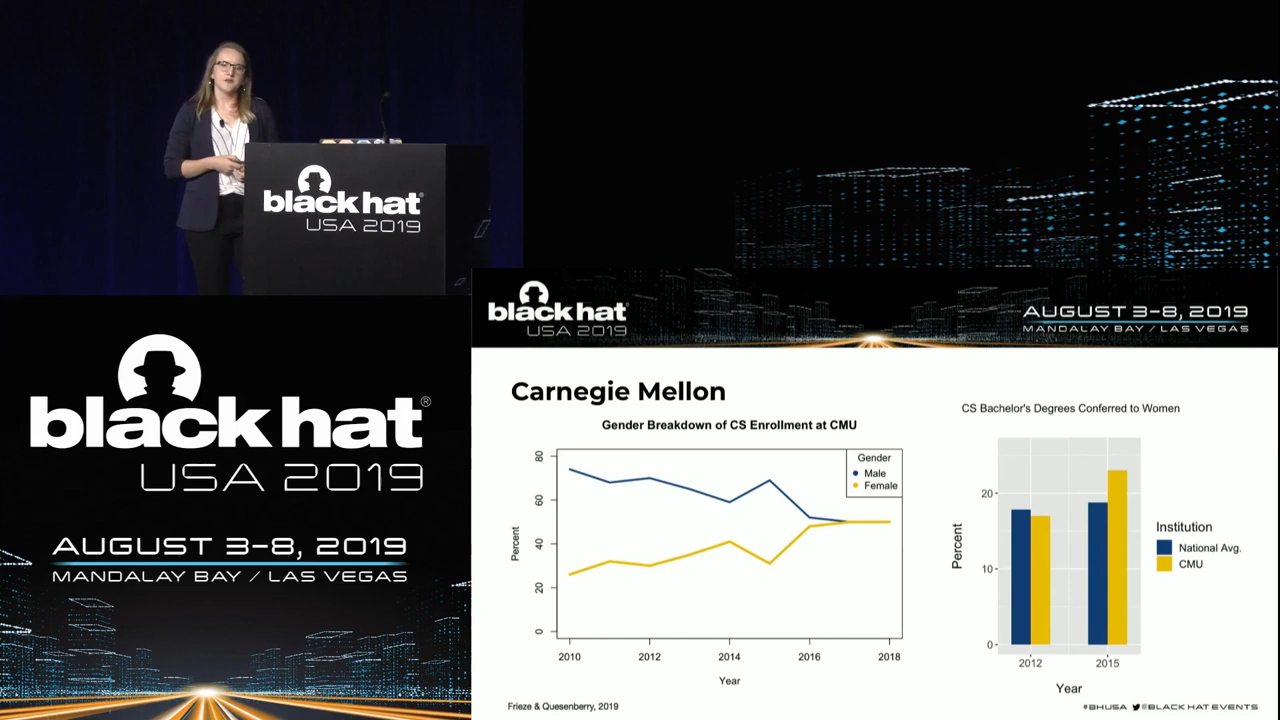 black hat®
USA 2019
black hat®
USA 2019
AUGUST 3-8, 2019
MANDALAY BAY / LAS VEGAS
black hat®
USA 2019
AUGUST 3-8, 2019
MANDALAY BAY / LAS VEGAS
Carnegie Mellon
Gender Breakdown of CS Enrollment at CMU
Gender
Male
Female
Percent
80
60
40
20
0
2010 2012 2014 2016 2018
Year
CS Bachelor's Degrees Conferred to Women
Percent
20
10
0
2012 2015
Year
Institution
National Avg.
CMU
Frieze & Quesenberry, 2019
#BHUSA @BLACK HAT EVENTS